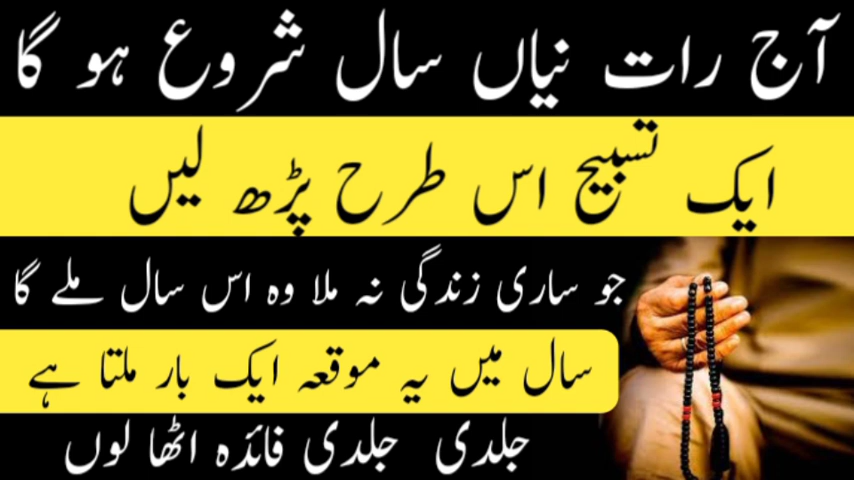 آج رات نیاں سال شروع ہو گا
ایک تسبیح اس طرح پڑھ لیں
جو ساری زندگی نہ ملا وہ اس سال ملے گا
سال میں یہ موقعہ ایک بار ملتا ہے
جلدی جلدی فائدہ اٹھا لوں